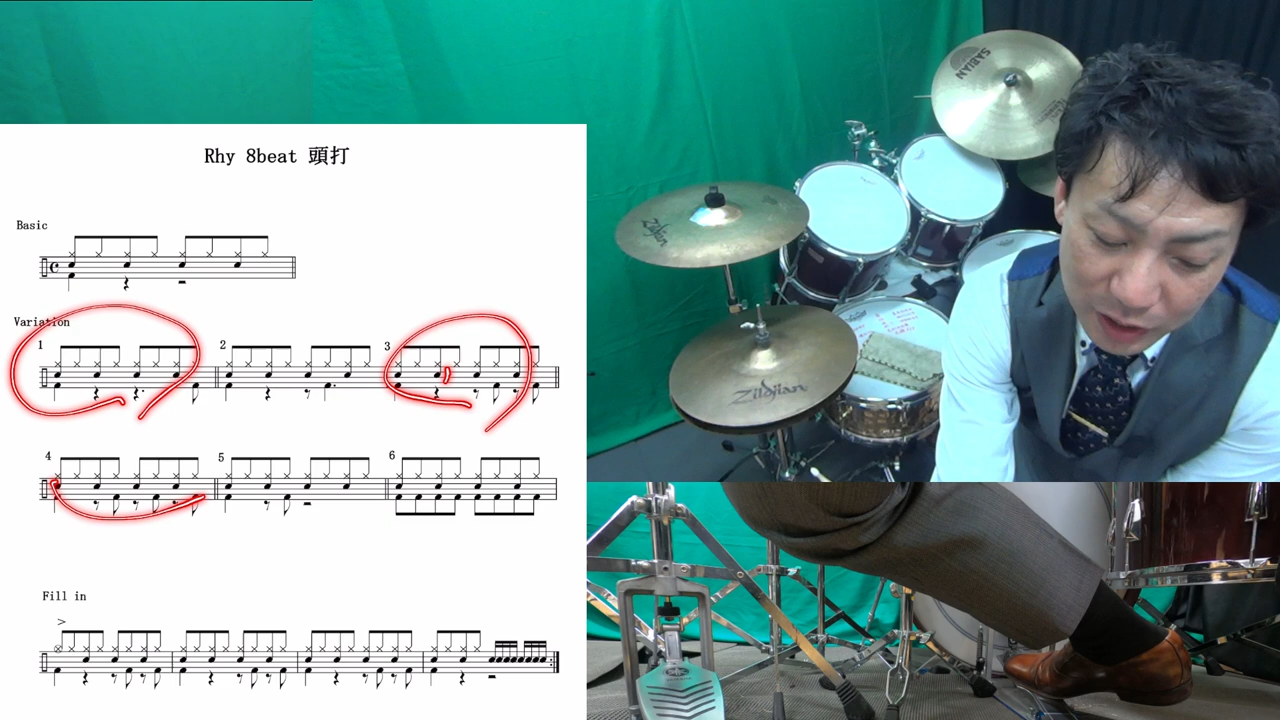 Rhy 8beat 頭打
Basic
Variation
1
2
3
4
5
6
Fill in
SABIAN
Zildjian
Zildjian